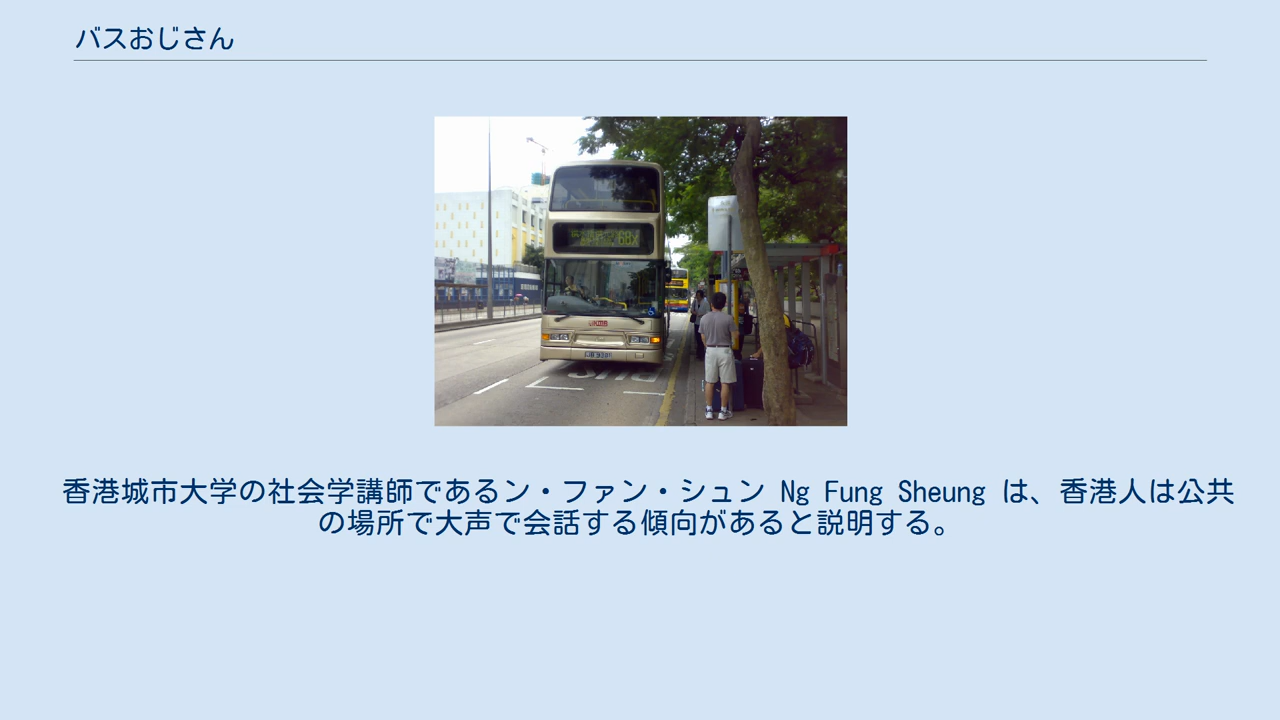 バスおじさん
68X
KMB
香港城市大学の社会学講師であるン・ファン・シュン Ng Fung Sheung は、香港人は公共
の場所で大声で会話する傾向があると説明する。